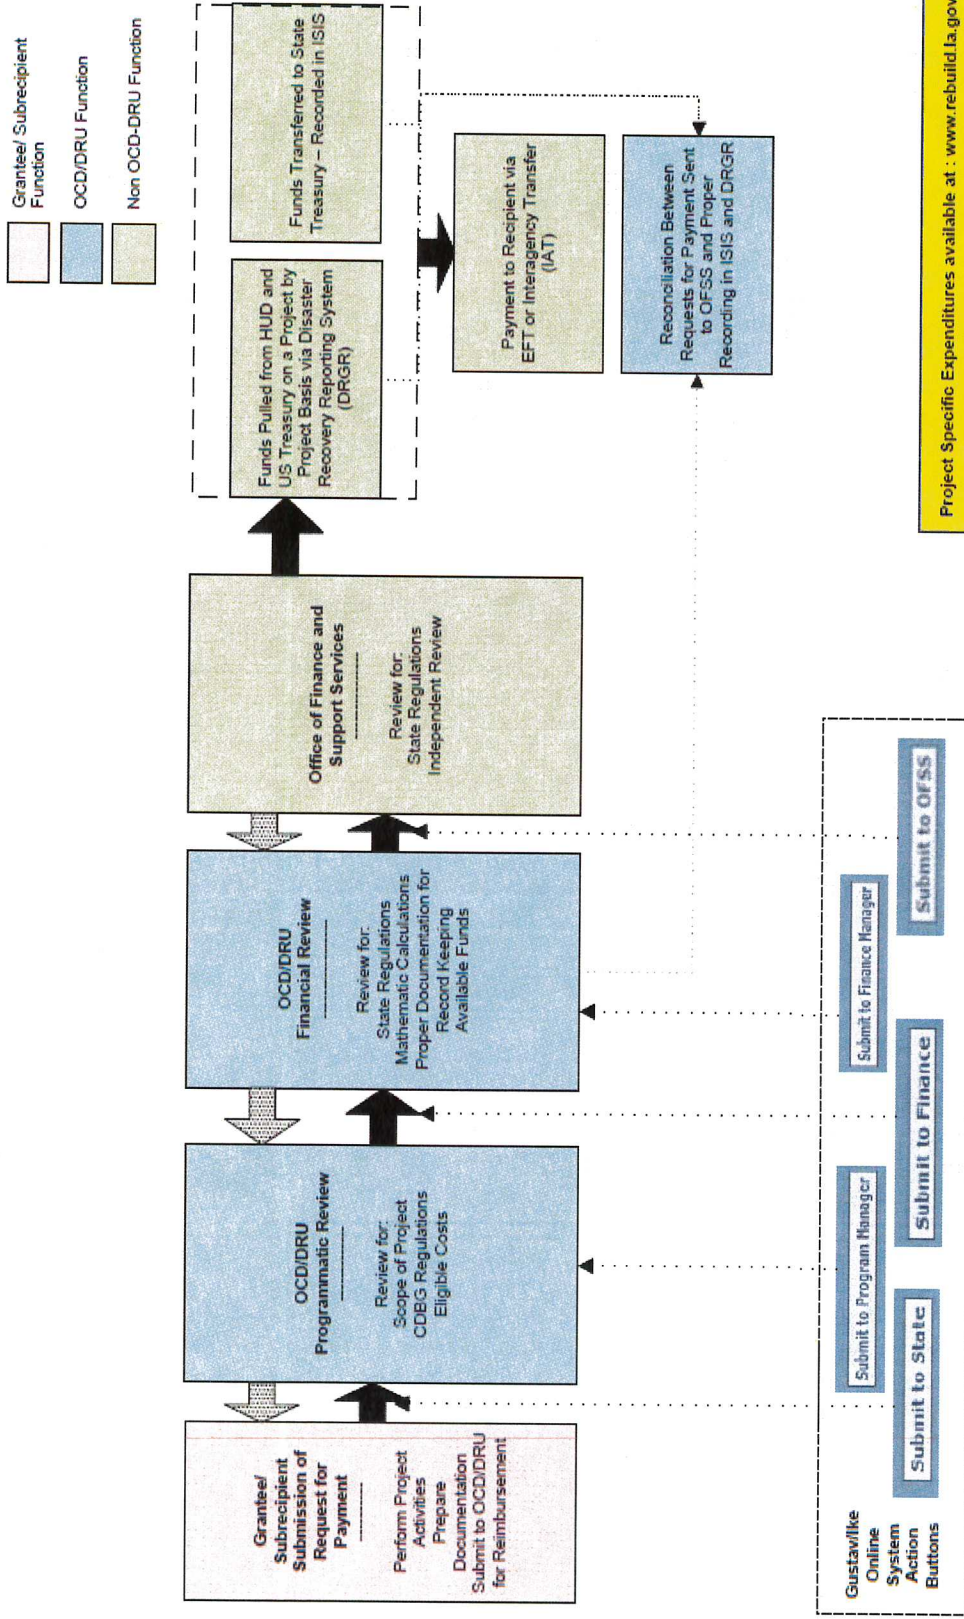 Grantee/ Subrecipient
Function
OCD/DRU Function
Non OCD-DRU Function
Grantee/
Subrecipient
Submission of
Request for
Payment
------------
Perform Project
Activities
Prepare
Documentation
Submit to OCD/DRU
for Reimbursement
OCD/DRU
Programmatic Review
------------
Review for:
Scope of Project
CDBG Regulations
Eligible Costs
OCD/DRU
Financial Review
------------
Review for:
State Regulations
Mathematic Calculations
Proper Documentation for
Record Keeping
Available Funds
Office of Finance and
Support Services
------------
Review for:
State Regulations
Independent Review
Funds Pulled from HUD and
US Treasury on a Project by
Project Basis via Disaster
Recovery Reporting System
(DRGR)
Funds Transferred to State
Treasury – Recorded in ISIS
Payment to Recipient via
EFT or Interagency Transfer
(IAT)
Reconciliation Between
Requests for Payment Sent
to OFSS and Proper
Recording in ISIS and DRGR
Gustav/Ike
Online
System
Action
Buttons
Submit to State
Submit to Program Manager
Submit to Finance
Submit to Finance Manager
Submit to OFSS
Project Specific Expenditures available at : www.rebuild.la.gov